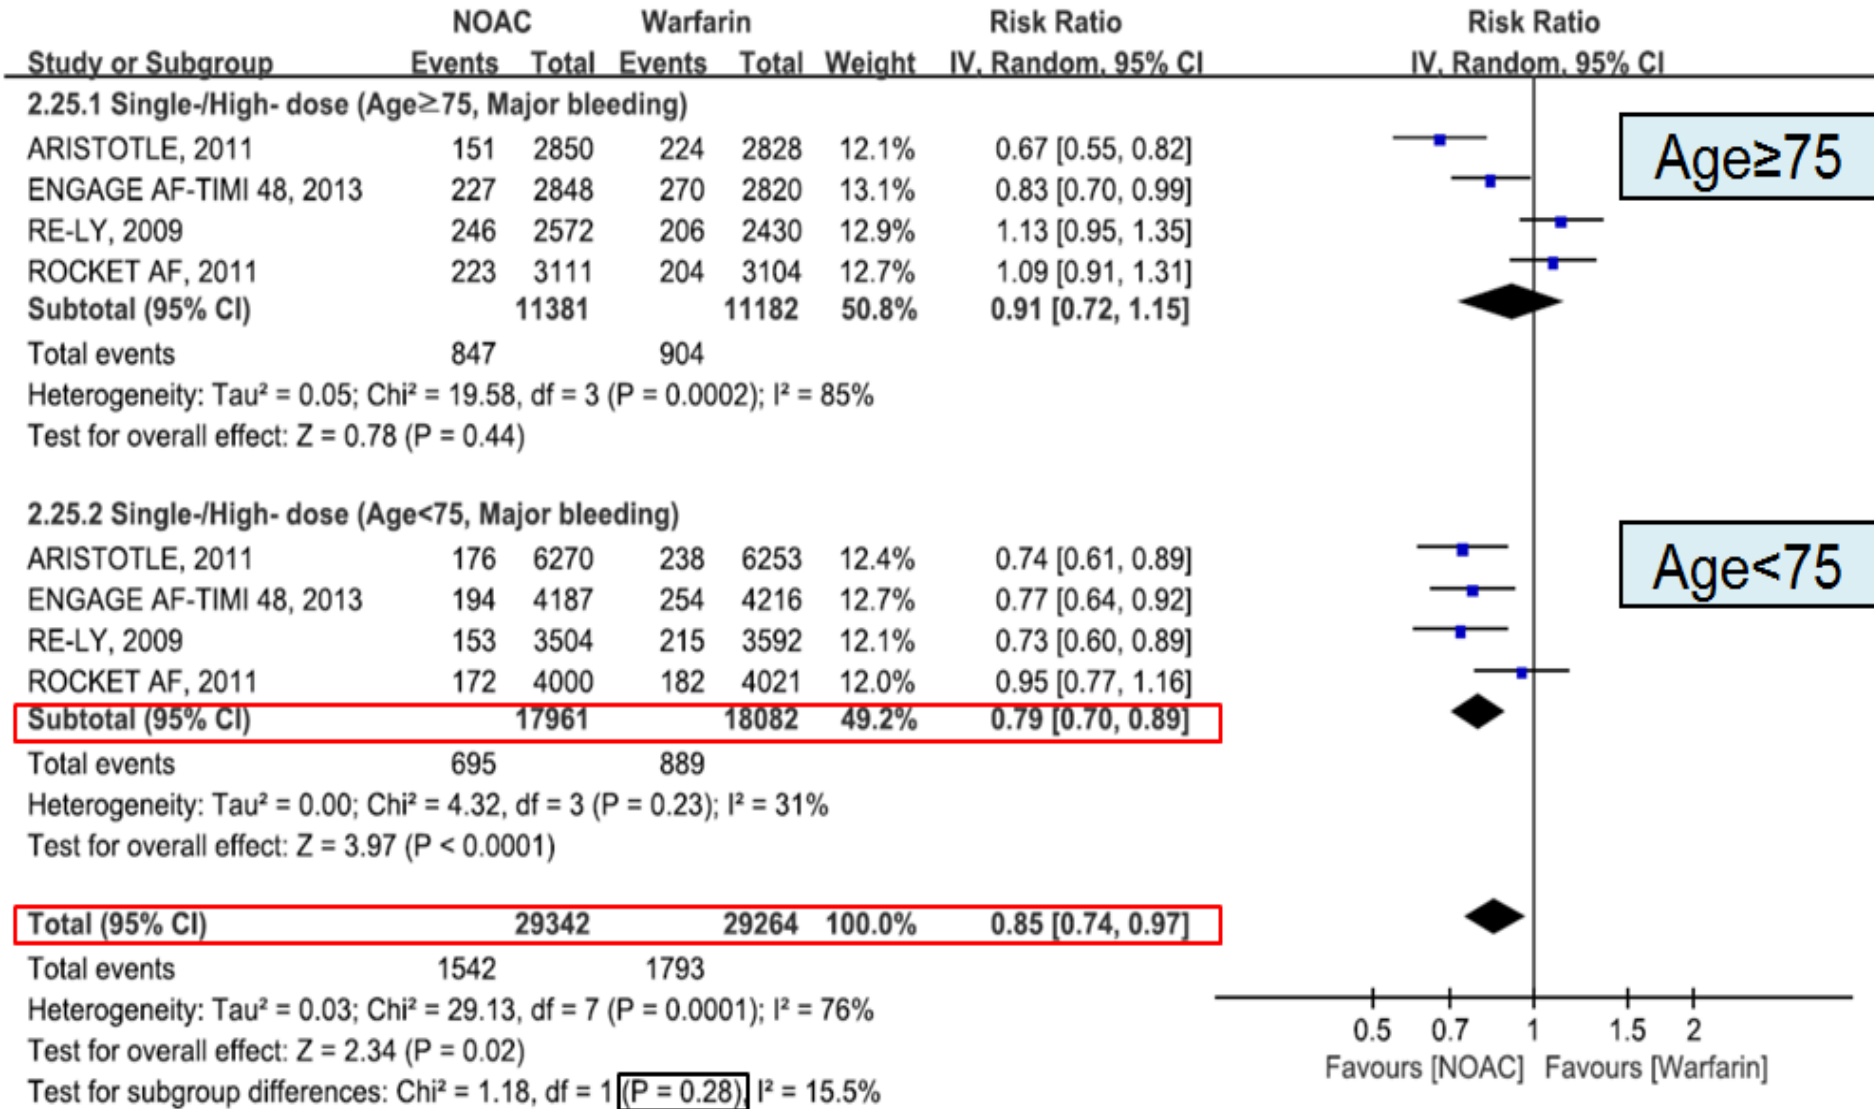 NOAC Warfarin Risk Ratio Risk Ratio
Study or Subgroup Events Total Events Total Weight IV, Random, 95% CI IV, Random, 95% CI
2.25.1 Single-/High- dose (Age≥75, Major bleeding)
ARISTOTLE, 2011 151 2850 224 2828 12.1% 0.67 [0.55, 0.82]
Age≥75
ENGAGE AF-TIMI 48, 2013 227 2848 270 2820 13.1% 0.83 [0.70, 0.99]
RE-LY, 2009 246 2572 206 2430 12.9% 1.13 [0.95, 1.35]
ROCKET AF, 2011 223 3111 204 3104 12.7% 1.09 [0.91, 1.31]
Subtotal (95% CI) 11381 11182 50.8% 0.91 [0.72, 1.15]
Total events 847 904
Heterogeneity: Tau² = 0.05; Chi² = 19.58, df = 3 (P = 0.0002); I² = 85%
Test for overall effect: Z = 0.78 (P = 0.44)
2.25.2 Single-/High- dose (Age<75, Major bleeding)
ARISTOTLE, 2011 176 6270 238 6253 12.4% 0.74 [0.61, 0.89]
Age<75
ENGAGE AF-TIMI 48, 2013 194 4187 254 4216 12.7% 0.77 [0.64, 0.92]
RE-LY, 2009 153 3504 215 3592 12.1% 0.73 [0.60, 0.89]
ROCKET AF, 2011 172 4000 182 4021 12.0% 0.95 [0.77, 1.16]
Subtotal (95% CI) 17961 18082 49.2% 0.79 [0.70, 0.89]
Total events 695 889
Heterogeneity: Tau² = 0.00; Chi² = 4.32, df = 3 (P = 0.23); I² = 31%
Test for overall effect: Z = 3.97 (P < 0.0001)
Total (95% CI) 29342 29264 100.0% 0.85 [0.74, 0.97]
Total events 1542 1793
Heterogeneity: Tau² = 0.03; Chi² = 29.13, df = 7 (P = 0.0001); I² = 76%
0.5 0.7 1 1.5 2
Test for overall effect: Z = 2.34 (P = 0.02)
Favours [NOAC] Favours [Warfarin]
Test for subgroup differences: Chi² = 1.18, df = 1 (P = 0.28), I² = 15.5%